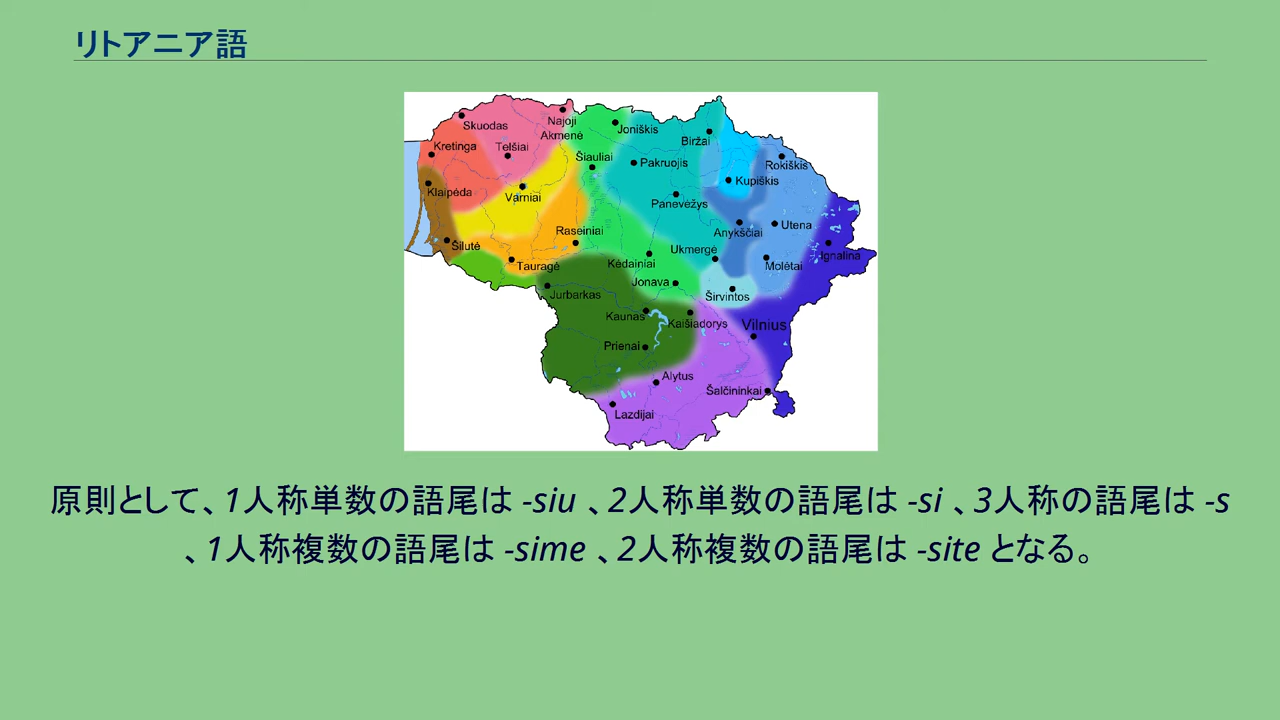 リトアニア語
Skuodas
Najoji
Akmenė
Joniškis
Biržai
Kretinga
Telšiai
Šiauliai
Pakruojis
Rokiškis
Kupiškis
Klaipėda
Varniai
Panevėžys
Anykščiai
Utena
Šilutė
Raseiniai
Ukmergė
Ignalina
Tauragė
Kėdainiai
Molėtai
Jurbarkas
Jonava
Širvintos
Kaunas
Kaišiadorys
Vilnius
Prienai
Alytus
Šalčininkai
Lazdijai
原則として、1人称単数の語尾は -siu 、2人称単数の語尾は -si 、3人称の語尾は -s
、1人称複数の語尾は -sime 、2人称複数の語尾は -site となる。